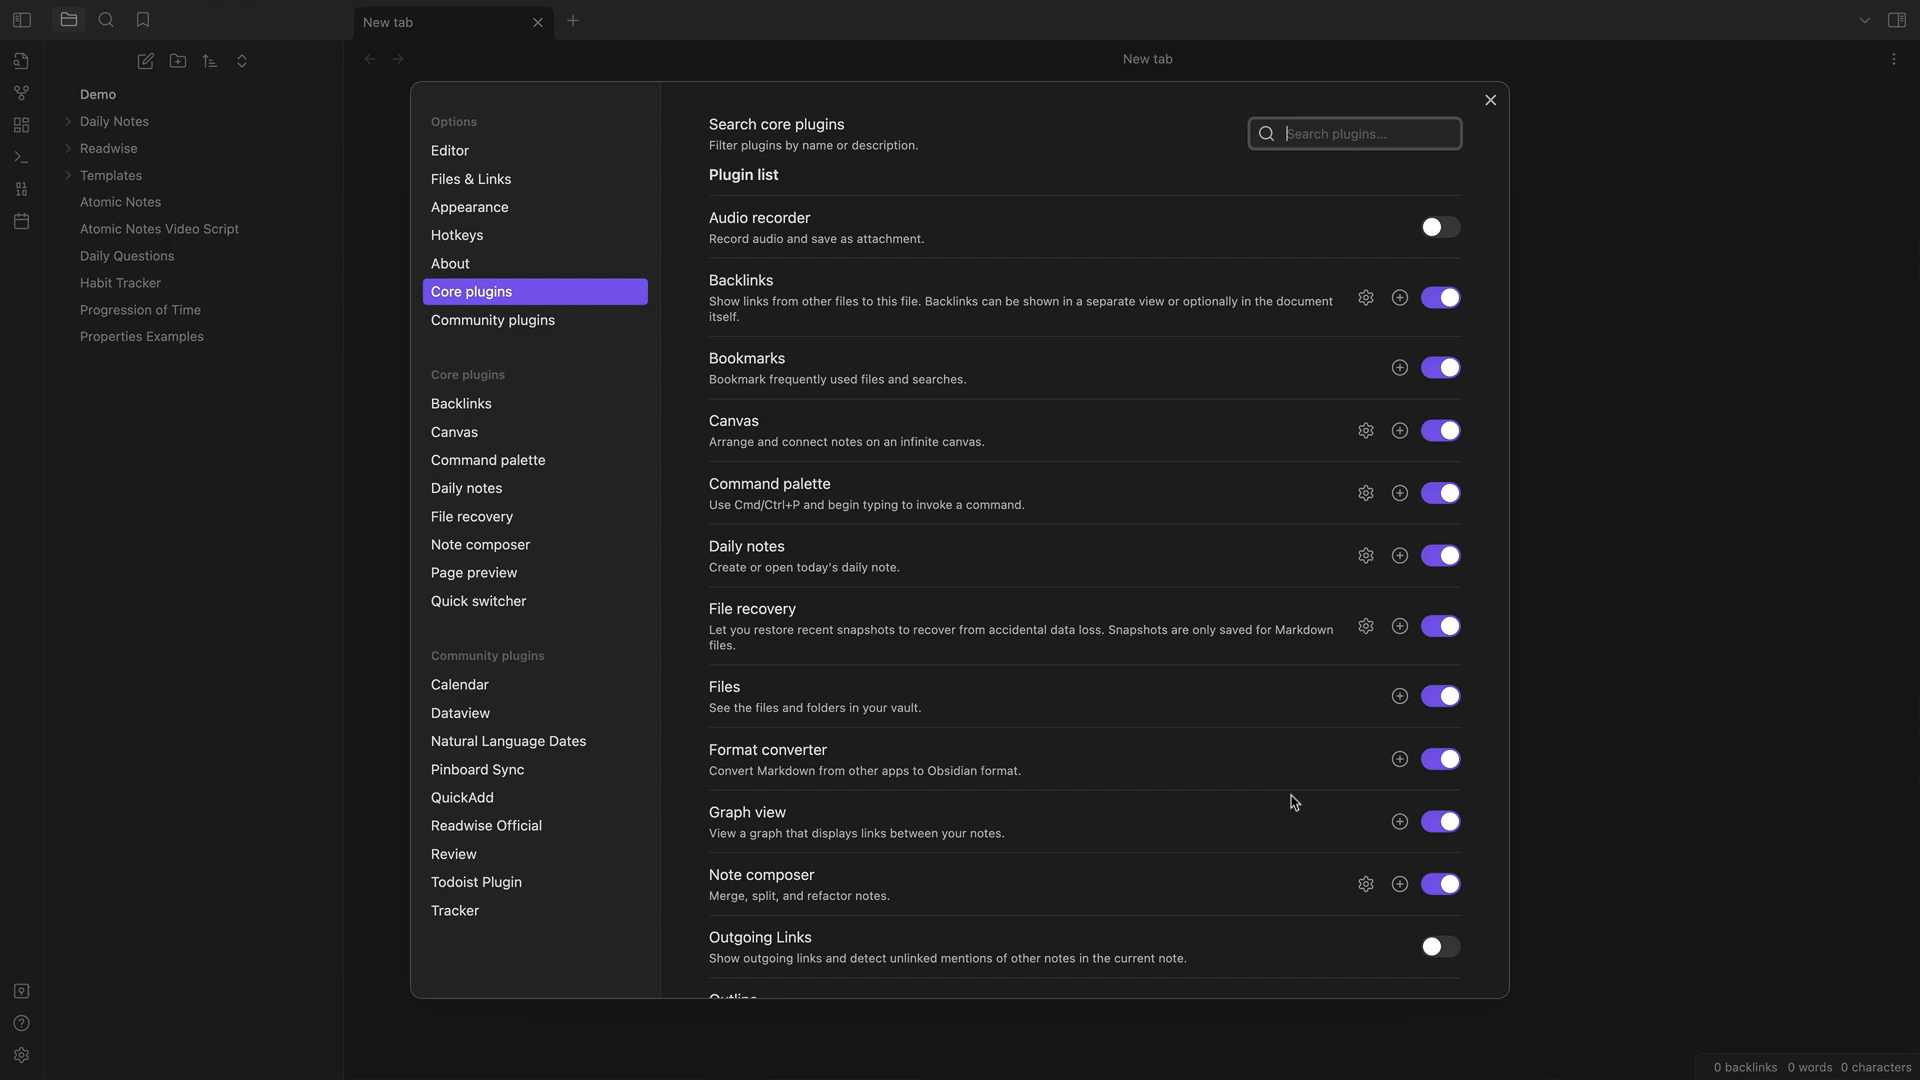 New tab
New tab
Demo
Daily Notes
Readwise
Templates
Atomic Notes
Atomic Notes Video Script
Daily Questions
Habit Tracker
Progression of Time
Properties Examples
Options
Editor
Files & Links
Appearance
Hotkeys
About
Core plugins
Community plugins
Core plugins
Backlinks
Canvas
Command palette
Daily notes
File recovery
Note composer
Page preview
Quick switcher
Community plugins
Calendar
Dataview
Natural Language Dates
Pinboard Sync
QuickAdd
Readwise Official
Review
Todoist Plugin
Tracker
Search core plugins
Filter plugins by name or description.
Search plugins...
Plugin list
Audio recorder
Record audio and save as attachment.
Backlinks
Show links from other files to this file. Backlinks can be shown in a separate view or optionally in the document
itself.
Bookmarks
Bookmark frequently used files and searches.
Canvas
Arrange and connect notes on an infinite canvas.
Command palette
Use Cmd/Ctrl+P and begin typing to invoke a command.
Daily notes
Create or open today's daily note.
File recovery
Let you restore recent snapshots to recover from accidental data loss. Snapshots are only saved for Markdown
files.
Files
See the files and folders in your vault.
Format converter
Convert Markdown from other apps to Obsidian format.
Graph view
View a graph that displays links between your notes.
Note composer
Merge, split, and refactor notes.
Outgoing Links
Show outgoing links and detect unlinked mentions of other notes in the current note.
Outline
0 backlinks 0 words 0 characters